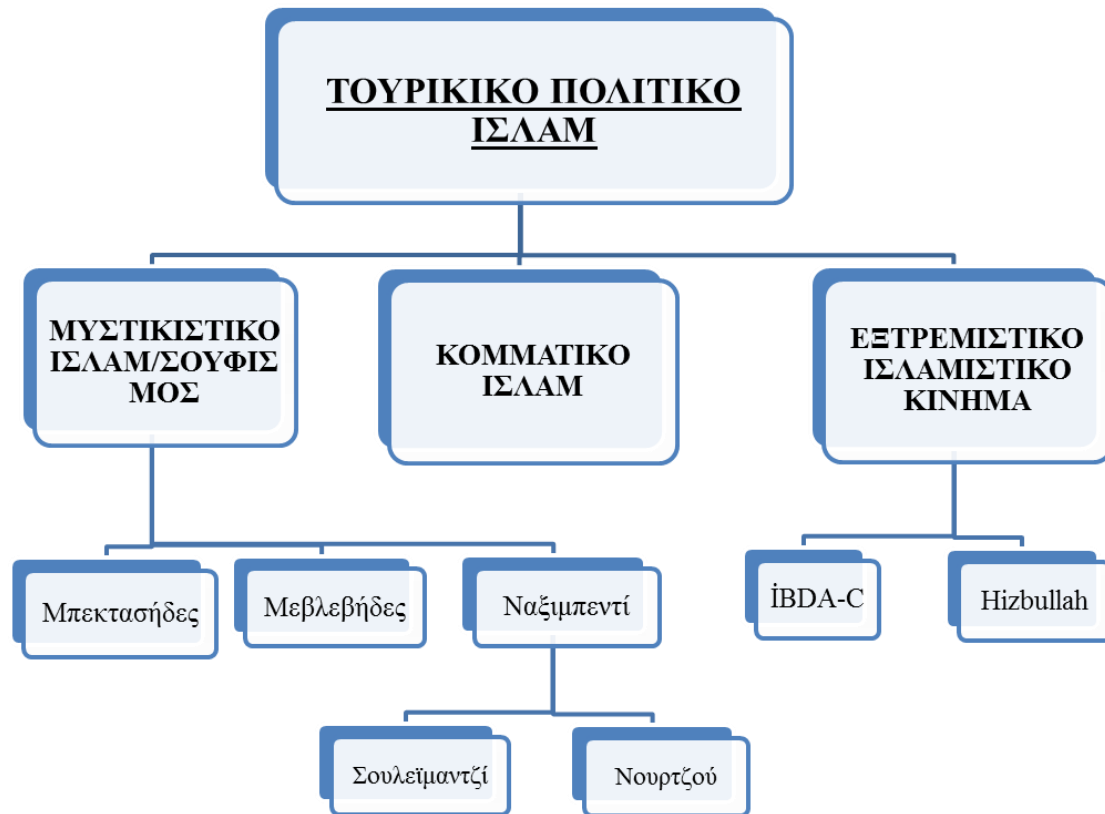 ΤΟΥΡΙΚΙΚΟ ΠΟΛΙΤΙΚΟ
ΙΣΛΑΜ
ΜΥΣΤΙΚΙΣΤΙΚΟ
ΙΣΛΑΜ/ΣΟΥΦΙΣ
ΜΟΣ
ΚΟΜΜΑΤΙΚΟ
ΙΣΛΑΜ
ΕΞΤΡΕΜΙΣΤΙΚΟ
ΙΣΛΑΜΙΣΤΙΚΟ
ΚΙΝΗΜΑ
Μπεκτασήδες
Μεβλεβήδες
Ναξιμπεντί
İBDA-C
Hizbullah
Σουλεϊμαντζί
Νουρτζού